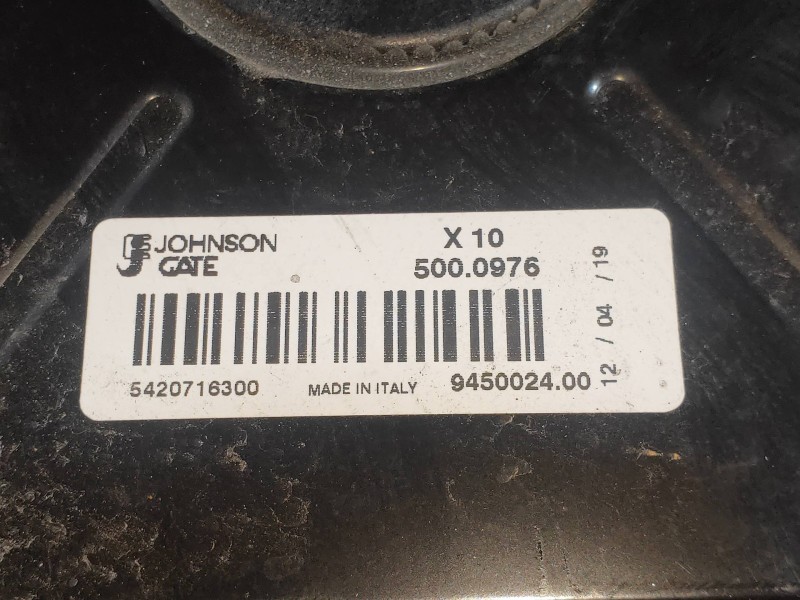 JOHNSON
GATE
X 10
500.0976
5420716300
MADE IN ITALY
9450024.00
12 / 04 / 19